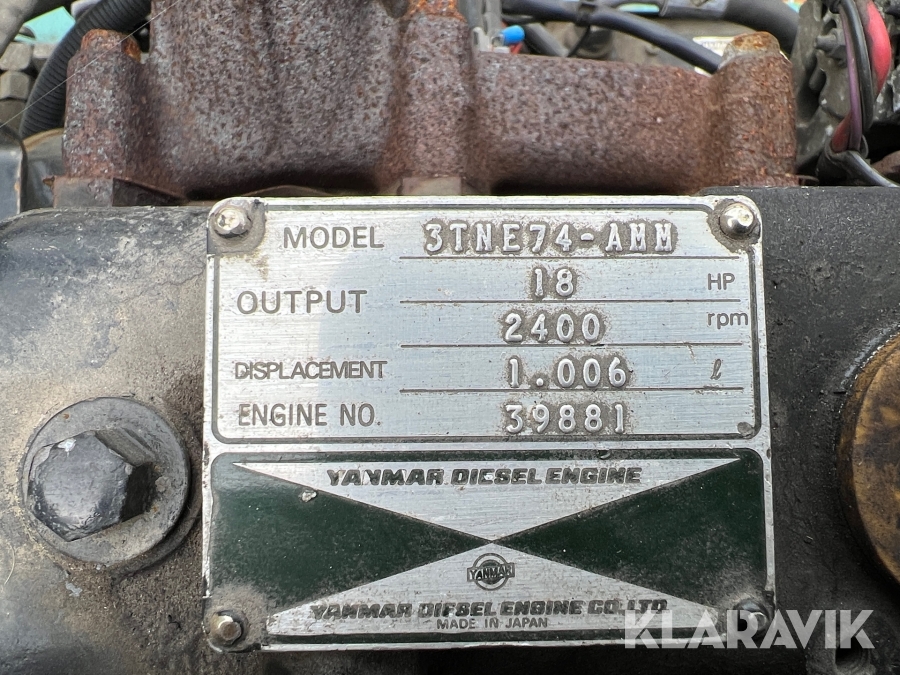 MODEL 3TNE74-AMM
OUTPUT 18 HP
2400 rpm
DISPLACEMENT 1.006 ℓ
ENGINE NO. 39881
YANMAR DIESEL ENGINE
YANMAR
YANMAR DIESEL ENGINE CO.,LTD.
MADE IN JAPAN
KLARAVIK